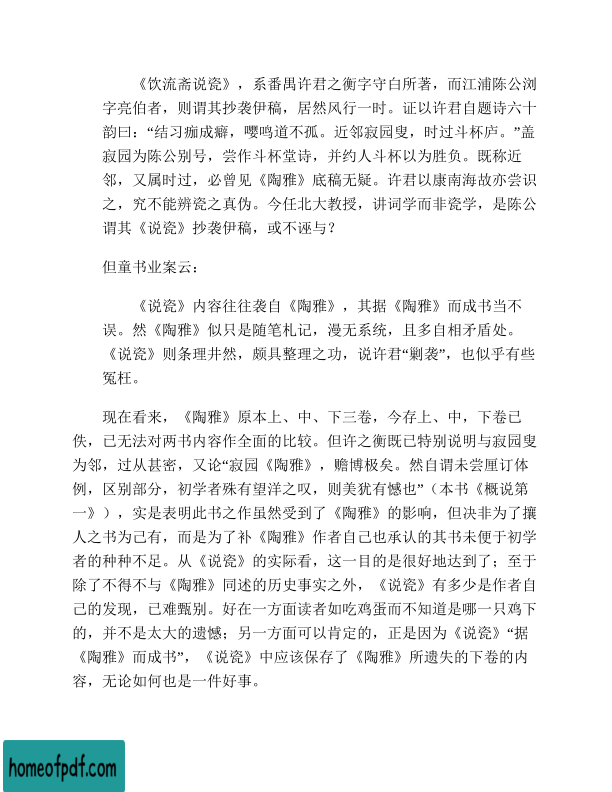 《饮流斋说瓷》，系番禺许君之衡字守白所著，而江浦陈公浏
字亮伯者，则谓其抄袭伊稿，居然风行一时。证以许君自题诗六十
韵曰：“结习痂成癖，嘤鸣道不孤。近邻寂园叟，时过斗杯庐。”盖
寂园为陈公别号，尝作斗杯堂诗，并约人斗杯以为胜负。既称近
邻，又属时过，必曾见《陶雅》底稿无疑。许君以康南海故亦尝识
之，究不能辨瓷之真伪。今任北大教授，讲词学而非瓷学，是陈公
谓其《说瓷》抄袭伊稿，或不诬与？
但童书业案云：
《说瓷》内容往往袭自《陶雅》，其据《陶雅》而成书当不
误。然《陶雅》似只是随笔札记，漫无系统，且多自相矛盾处。
《说瓷》则条理井然，颇具整理之功，说许君“剿袭”，也似乎有些
冤枉。
现在看来，《陶雅》原本上、中、下三卷，今存上、中，下卷已
佚，已无法对两书内容作全面的比较。但许之衡既已特别说明与寂园叟
为邻，过从甚密，又论“寂园《陶雅》，赡博极矣。然自谓未尝厘订体
例，区别部分，初学者殊有望洋之叹，则美犹有憾也”（本书《概说第
一》），实是表明此书之作虽然受到了《陶雅》的影响，但决非为了攘
人之书为己有，而是为了补《陶雅》作者自己也承认的其书未便于初学
者的种种不足。从《说瓷》的实际看，这一目的是很好地达到了；至于
除了不得不与《陶雅》同述的历史事实之外，《说瓷》有多少是作者自
己的发现，已难甄别。好在一方面读者如吃鸡蛋而不知道是哪一只鸡下
的，并不是太大的遗憾；另一方面可以肯定的，正是因为《说瓷》“据
《陶雅》而成书”，《说瓷》中应该保存了《陶雅》所遗失的下卷的内
容，无论如何也是一件好事。
homeofpdf.com